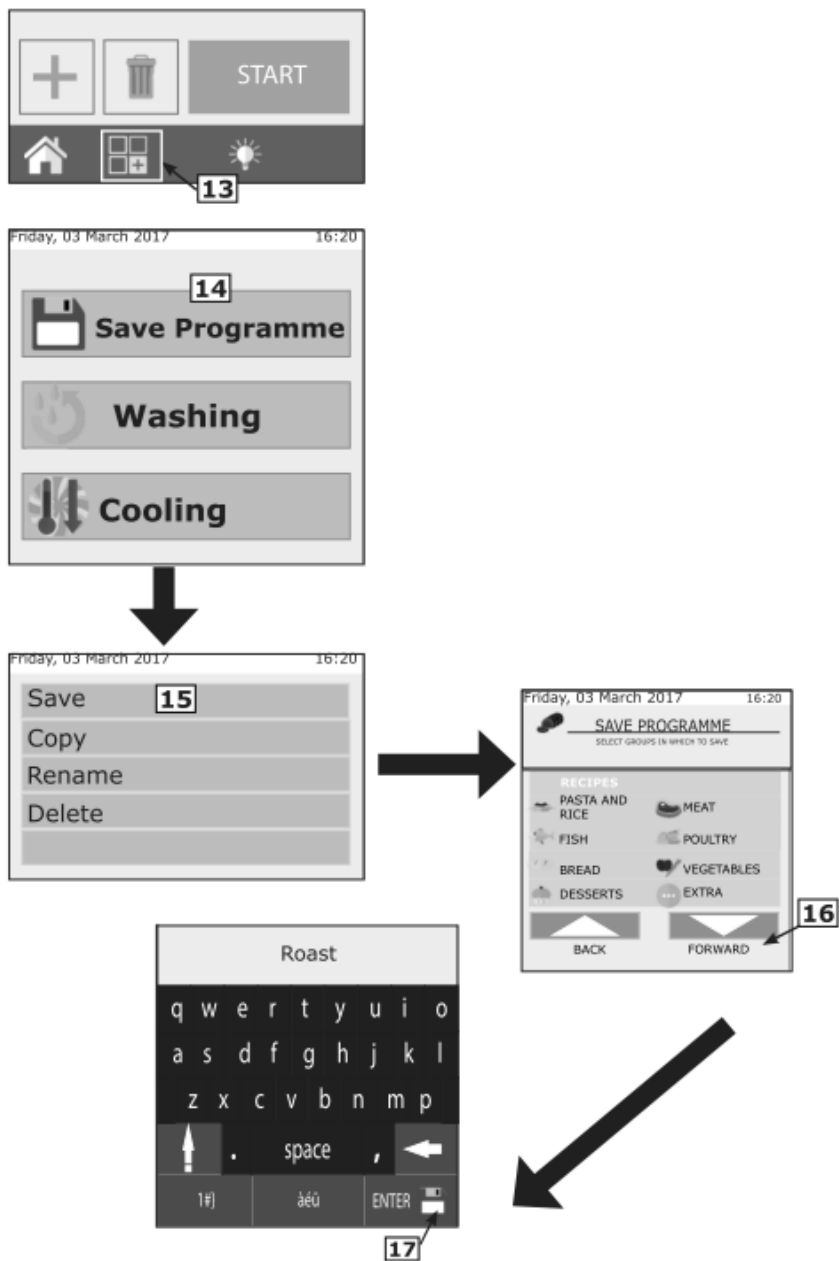 START
13
Friday, 03 March 2017 16:20
14
Save Programme
Washing
Cooling
Friday, 03 March 2017 16:20
Save 15
Copy
Rename
Delete
Friday, 03 March 2017 16:20
SAVE PROGRAMME
SELECT GROUPS IN WHICH TO SAVE
RECIPES
PASTA AND
RICE
MEAT
FISH POULTRY
BREAD VEGETABLES
DESSERTS EXTRA
16
BACK FORWARD
Roast
q w e r t y u i o
a s d f g h j k l
z x c v b n m p
. space ,
1#) àéû ENTER
17